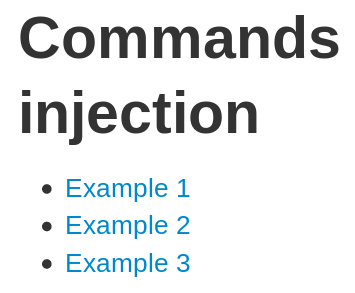 Commands
injection
Example 1
Example 2
Example 3